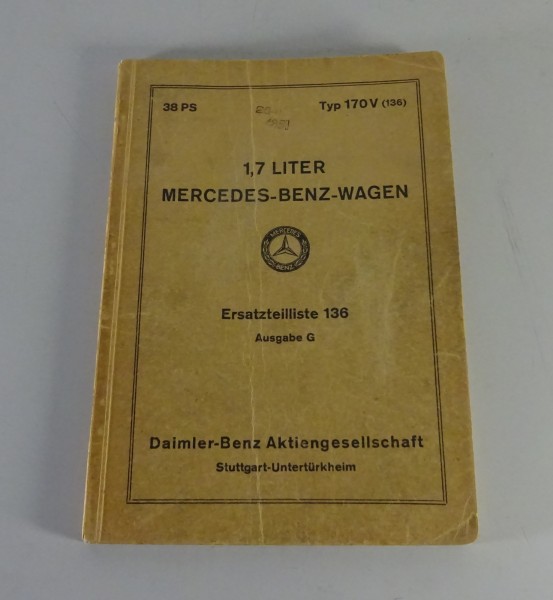 38 PS Typ 170 V (136)
1,7 LITER
MERCEDES-BENZ-WAGEN
MERCEDES
BENZ
Ersatzteilliste 136
Ausgabe G
Daimler-Benz Aktiengesellschaft
Stuttgart-Untertürkheim